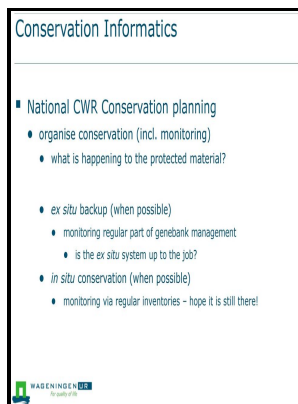 Conservation Informatics
National CWR Conservation planning
organise conservation (incl. monitoring)
what is happening to the protected material?
ex situ backup (when possible)
monitoring regular part of genebank management
is the ex situ system up to the job?
in situ conservation (when possible)
monitoring via regular inventories – hope it is still there!
WAGENINGEN UR
For quality of life